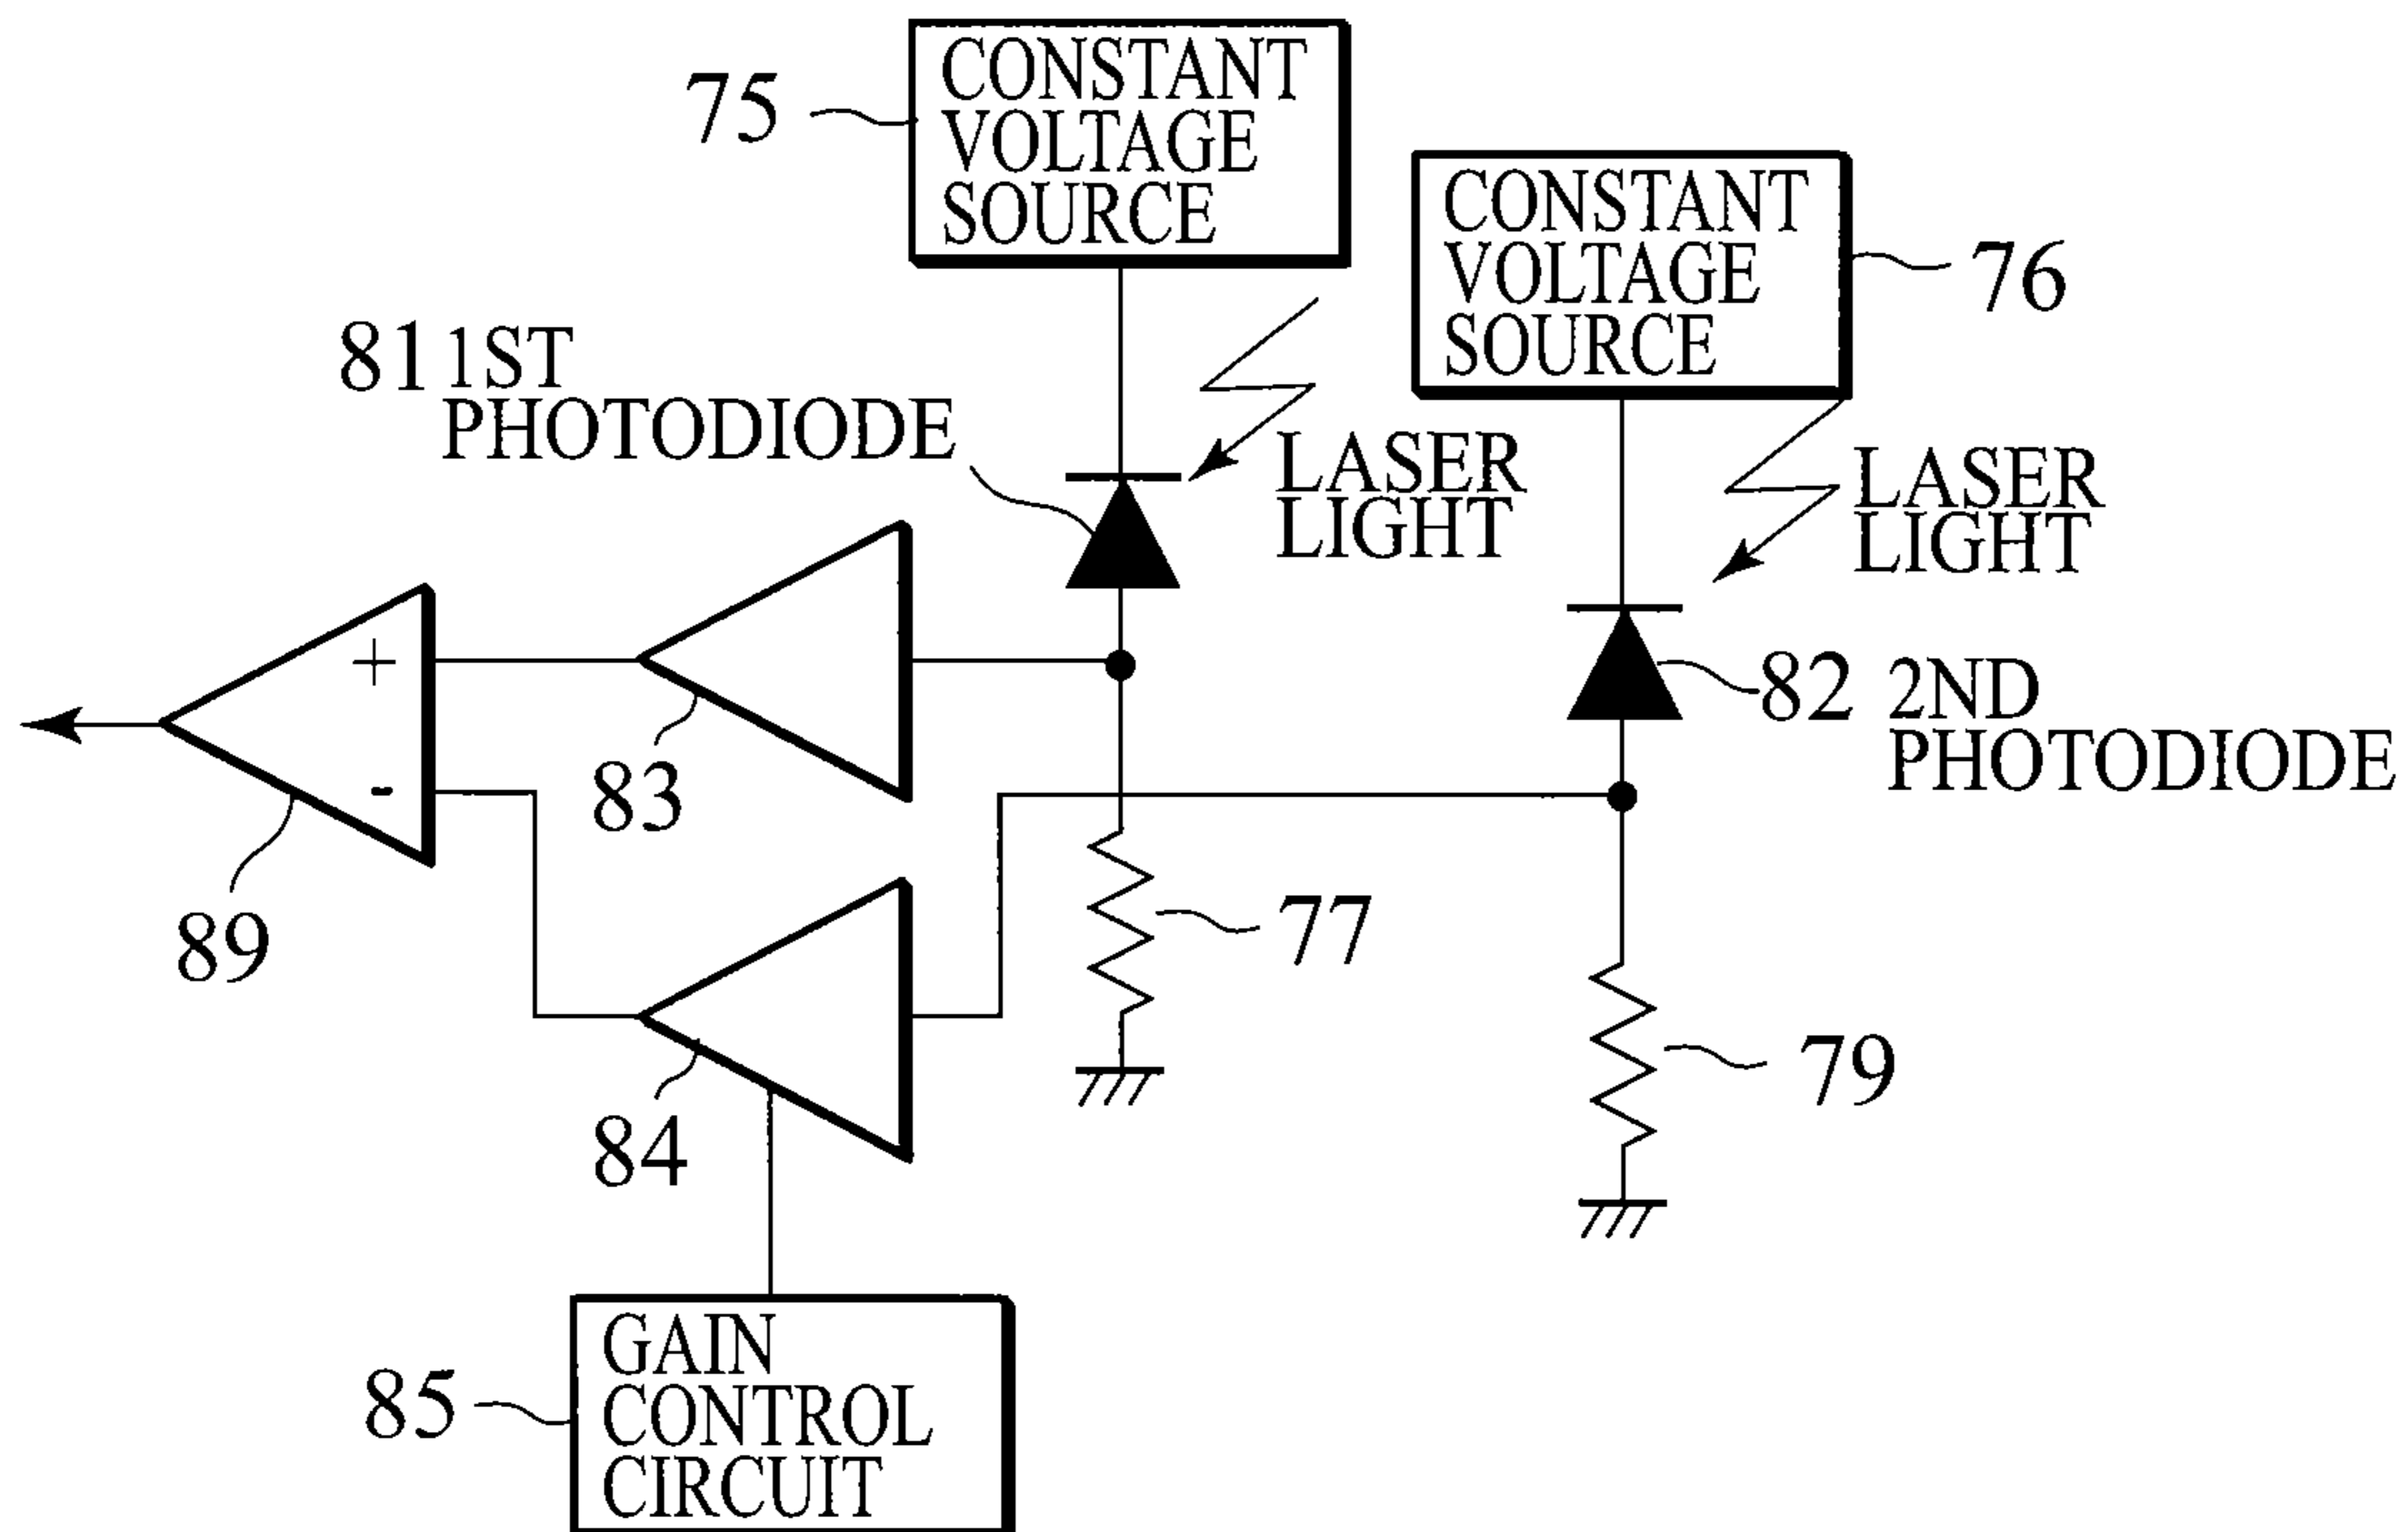 75
CONSTANT
VOLTAGE
SOURCE
CONSTANT
VOLTAGE
SOURCE
76
81 1ST
PHOTODIODE
LASER
LIGHT
LASER
LIGHT
82 2ND
PHOTODIODE
+
-
83
89
77
84
79
85
GAIN
CONTROL
CIRCUIT